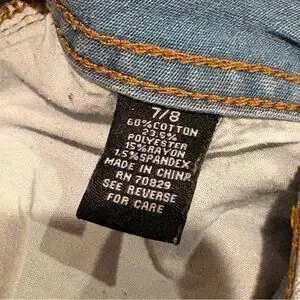 7/8
60%COTTON
23.5%
POLYESTER
15%RAYON
1.5%SPANDEX
MADE IN CHINA
RN 70829
SEE REVERSE
FOR CARE